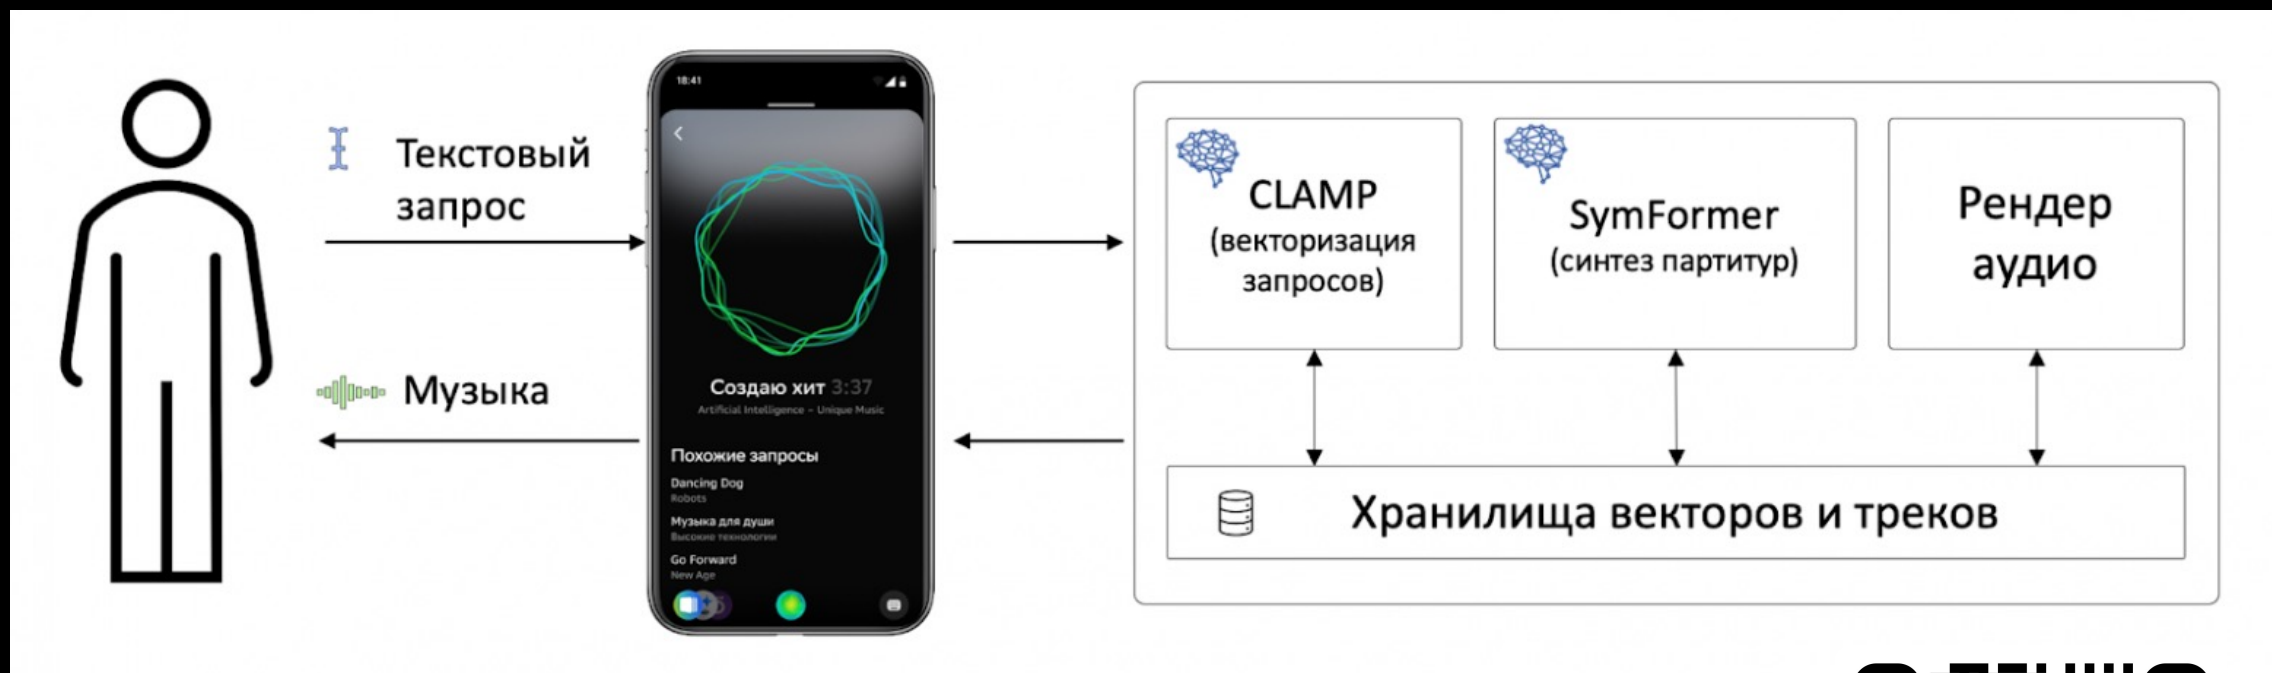 Текстовый
запрос
Музыка
18:41
Создаю хит 3:37
Artificial Intelligence – Unique Music
Похожие запросы
Dancing Dog
Robots
Музыка для души
Высокие технологии
Go Forward
New Age
CLAMP
(векторизация
запросов)
SymFormer
(синтез партитур)
Рендер
аудио
Хранилища векторов и треков